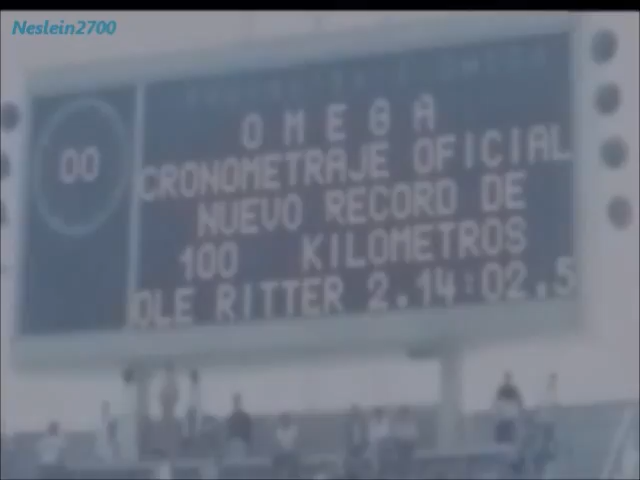 Neslein2700
00
OMEGA
CRONOMETRAJE OFICIAL
NUEVO RECORD DE
100 KILOMETROS
OLE RITTER 2.14:02.5